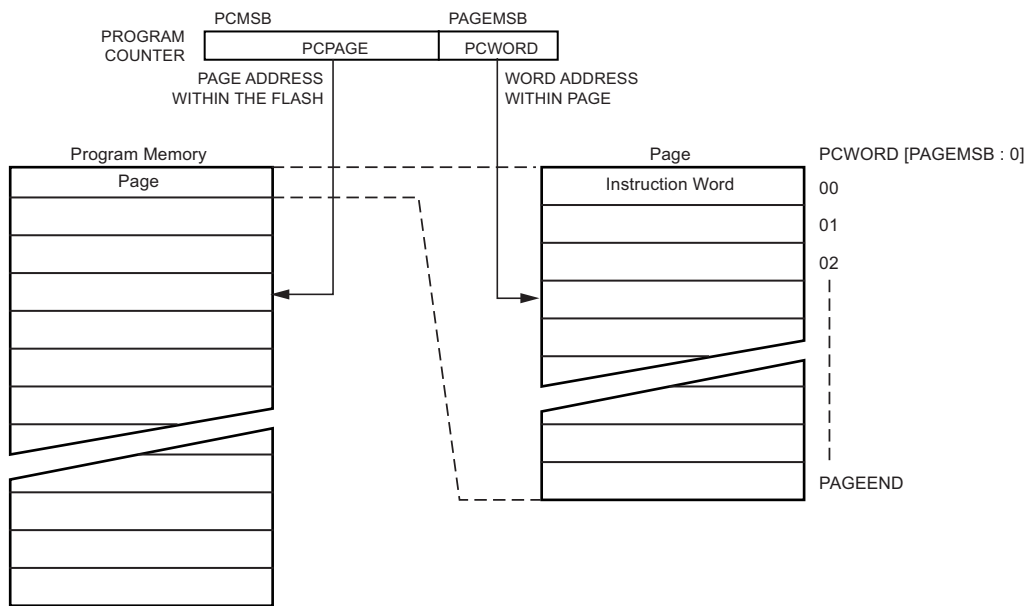 PCMSB
PAGEMSB
PROGRAM
COUNTER
PCPAGE
PCWORD
PAGE ADDRESS
WITHIN THE FLASH
WORD ADDRESS
WITHIN PAGE
Program Memory
Page
Page
Instruction Word
PCWORD [PAGEMSB : 0]
00
01
02
PAGEEND